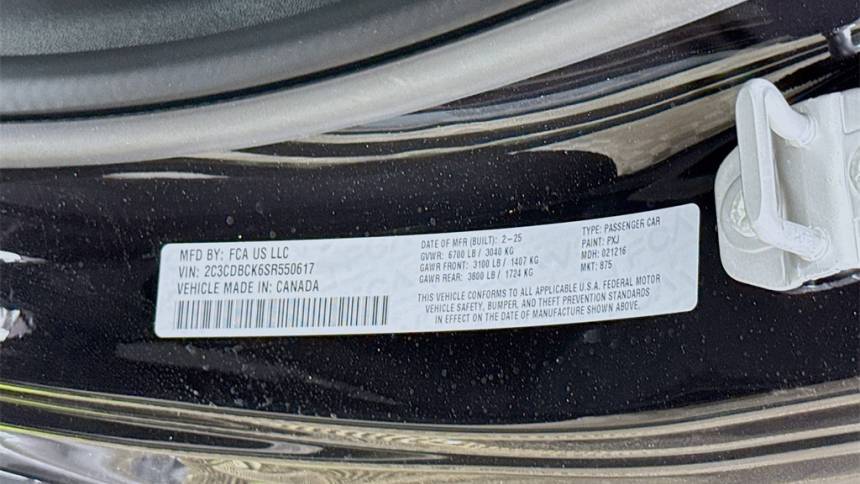 MFD BY: FCA US LLC
VIN: 2C3CDBCK6SR550617
VEHICLE MADE IN: CANADA
DATE OF MFR (BUILT): 2-25
GVWR: 6700 LB / 3040 KG
GAWR FRONT: 3100 LB / 1407 KG
GAWR REAR: 3800 LB / 1724 KG
TYPE: PASSENGER CAR
PAINT: PXJ
MDH: 021216
MKT: 875
THIS VEHICLE CONFORMS TO ALL APPLICABLE U.S.A. FEDERAL MOTOR
VEHICLE SAFETY, BUMPER, AND THEFT PREVENTION STANDARDS
IN EFFECT ON THE DATE OF MANUFACTURE SHOWN ABOVE.